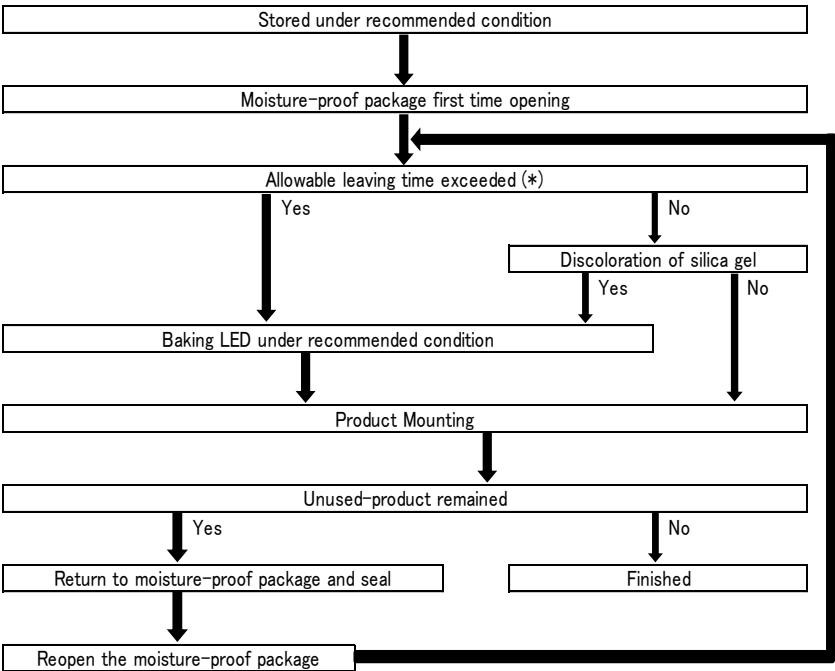 Stored under recommended condition
Moisture-proof package first time opening
Allowable leaving time exceeded (*)
Yes
No
Discoloration of silica gel
Yes
No
Baking LED under recommended condition
Product Mounting
Unused-product remained
Yes
No
Return to moisture-proof package and seal
Finished
Reopen the moisture-proof package